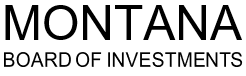 MONTANA
BOARD OF INVESTMENTS